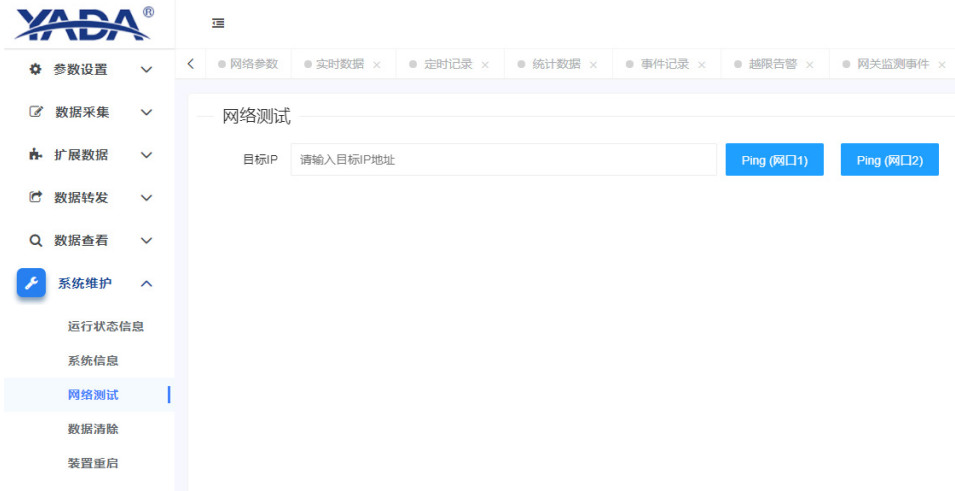 YADA®
网络参数 实时数据 × 定时记录 × 统计数据 × 事件记录 × 越限告警 × 网关监测事件 ×
参数设置
数据采集
扩展数据
数据转发
数据查看
系统维护
运行状态信息
系统信息
网络测试
数据清除
装置重启
网络测试
目标IP 请输入目标IP地址 Ping (网口1) Ping (网口2)